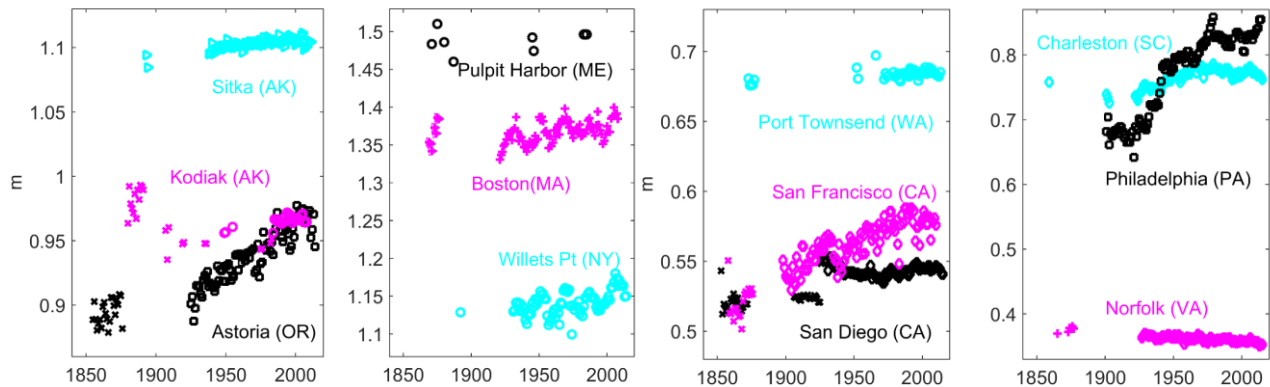 m
1.1
1.05
1
0.95
0.9
Sitka (AK)
Kodiak (AK)
Astoria (OR)
1850 1900 1950 2000
1.5
1.45
1.4
1.35
1.3
1.25
1.2
1.15
1.1
Pulpit Harbor (ME)
Boston(MA)
Willets Pt (NY)
1850 1900 1950 2000
m
0.7
0.65
0.6
0.55
0.5
Port Townsend (WA)
San Francisco (CA)
San Diego (CA)
1850 1900 1950 2000
0.8
0.7
0.6
0.5
0.4
Charleston (SC)
Philadelphia (PA)
Norfolk (VA)
1850 1900 1950 2000